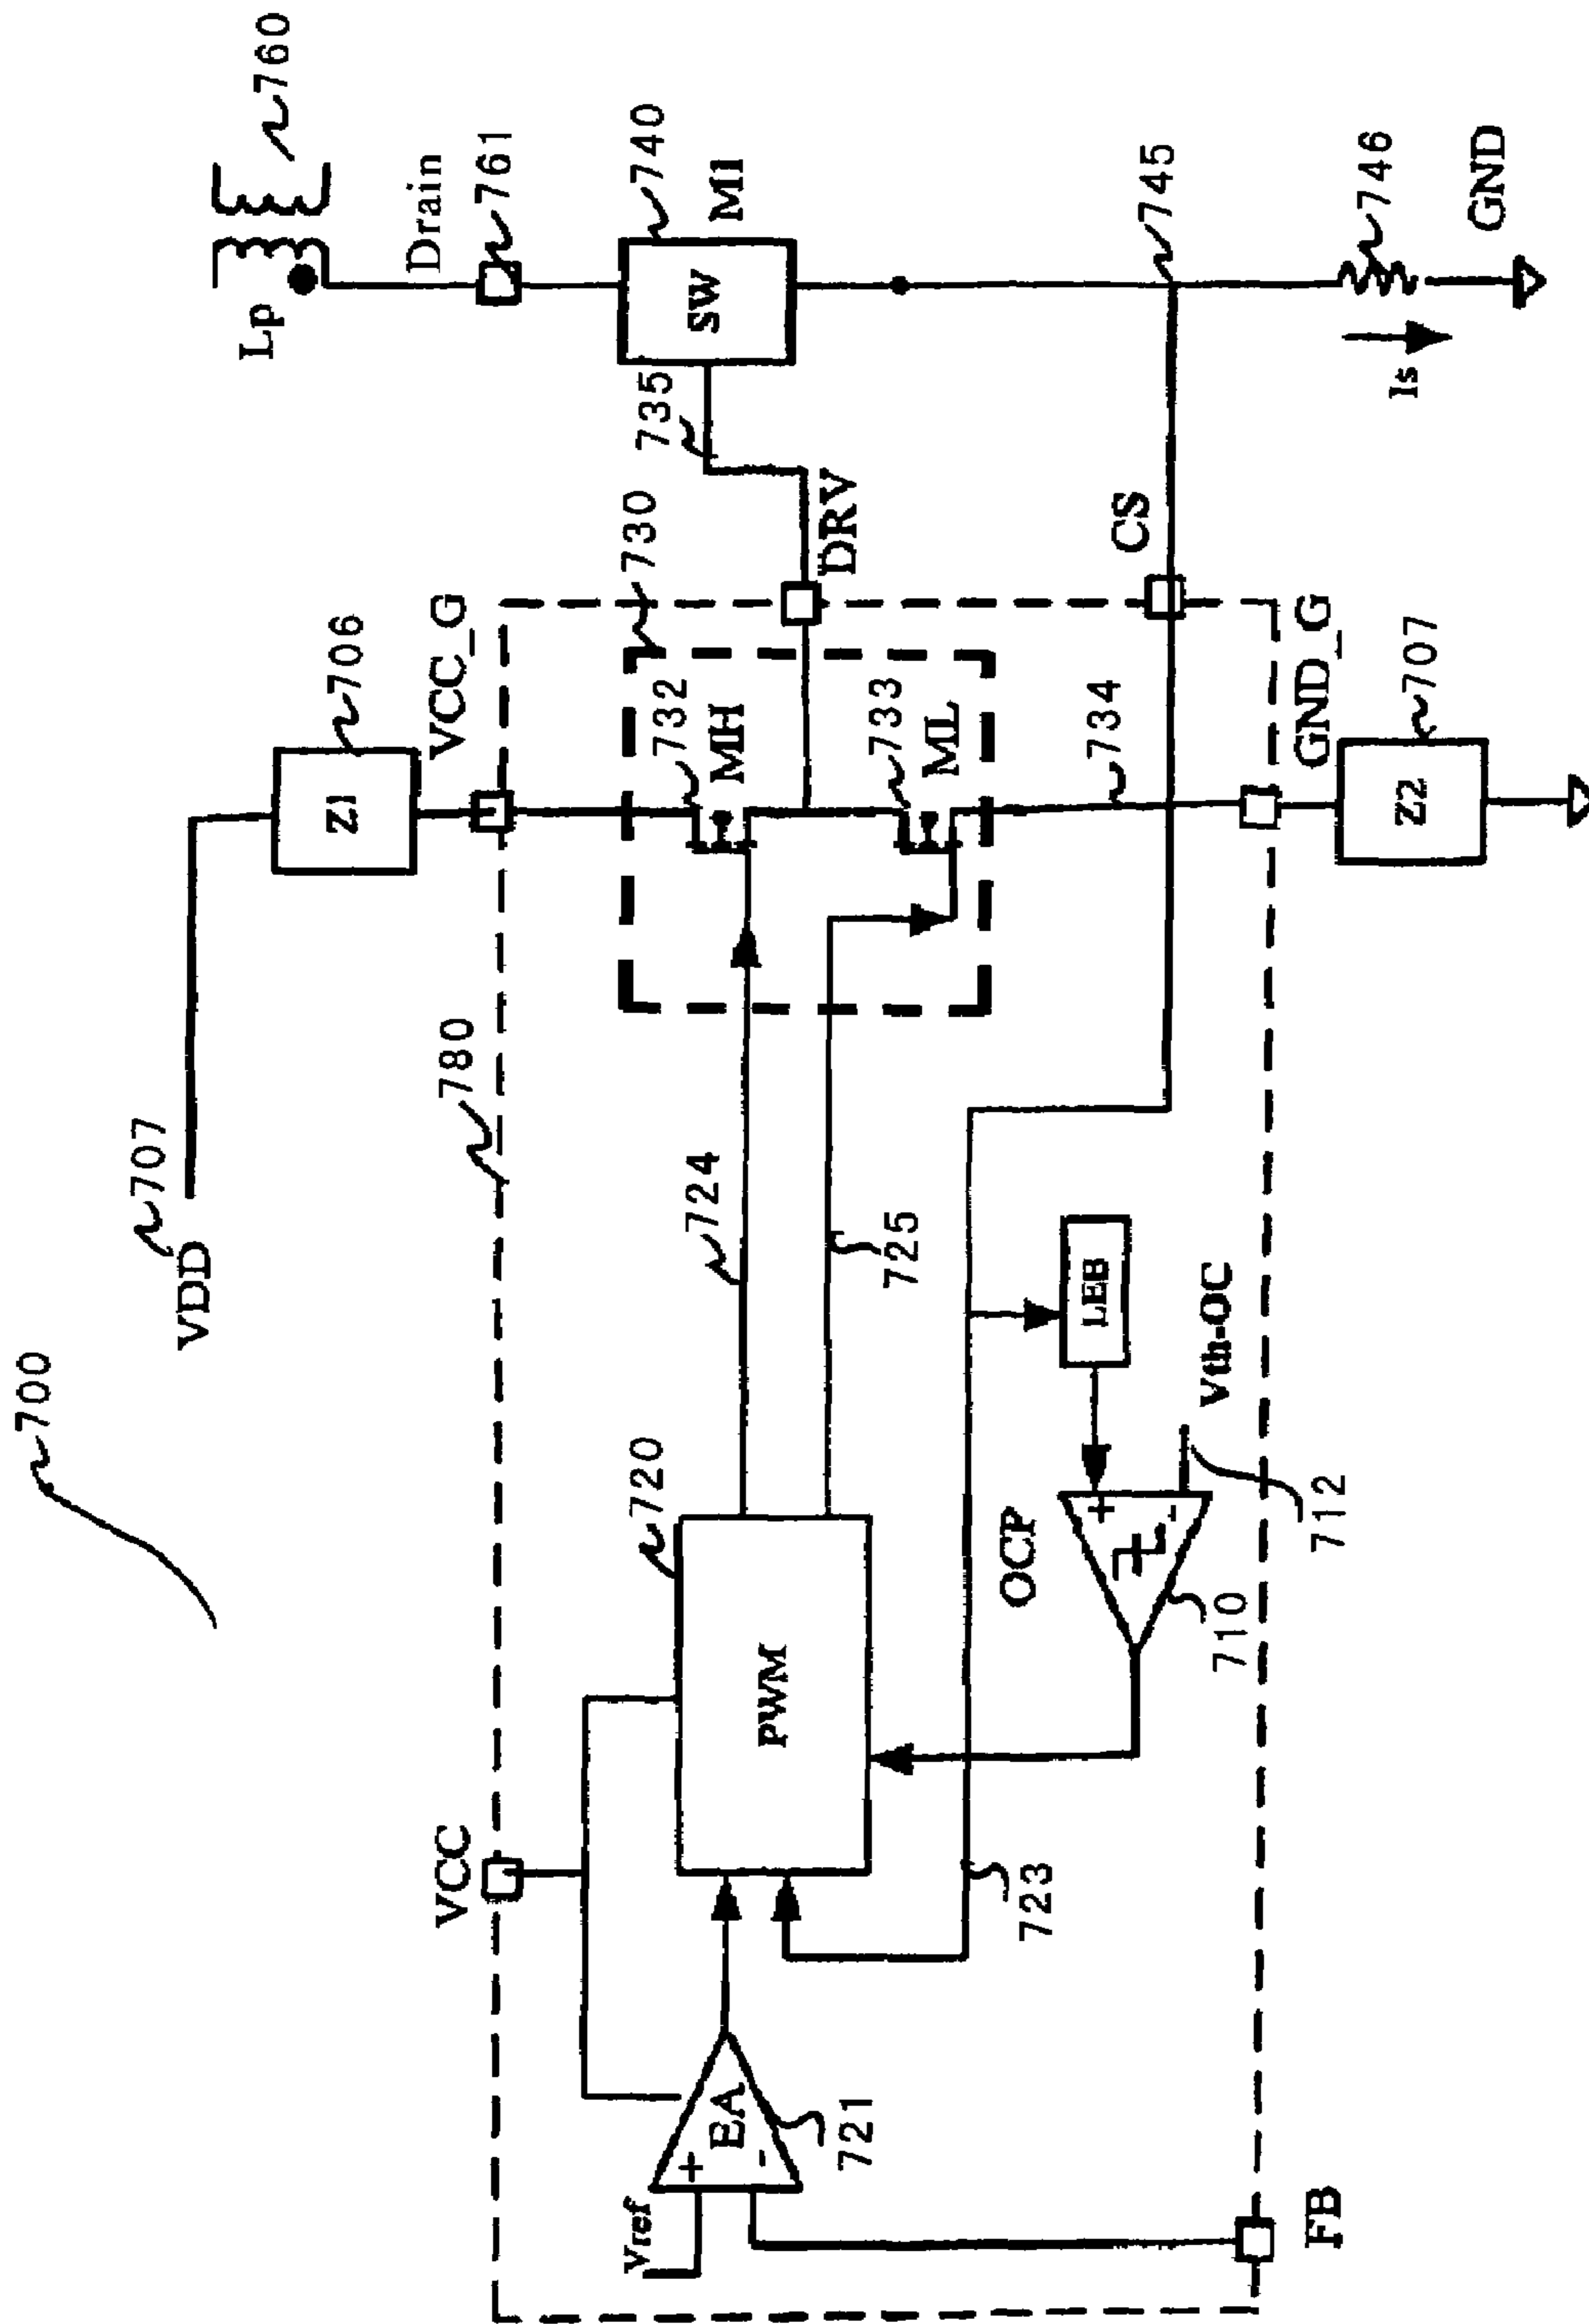 700
VDD
707
Z1
706
VCC_G
Lp
760
Drain
761
SW
740
M1
735
780
VCC
730
732
MH
DRV
733
ML
724
725
720
PWM
Vref
+
EA
-
721
723
OCP
LEB
+
-
Vth-OC
710
712
734
CS
745
746
Is
GND
FB
GND_G
Z2
707